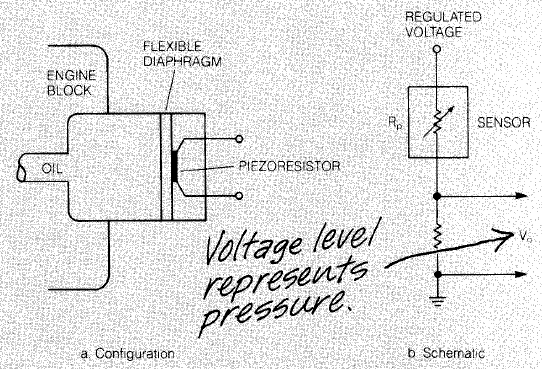 REGULATED
VOLTAGE
FLEXIBLE
DIAPHRAGM
ENGINE
BLOCK
Rp
SENSOR
OIL
PIEZORESISTOR
Voltage level
represents
pressure.
Vo
a. Configuration
b. Schematic